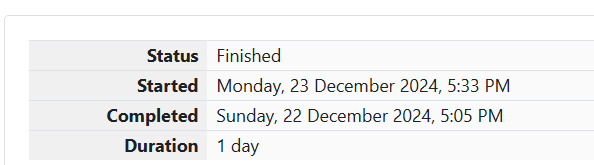 Status Finished
Started Monday, 23 December 2024, 5:33 PM
Completed Sunday, 22 December 2024, 5:05 PM
Duration 1 day